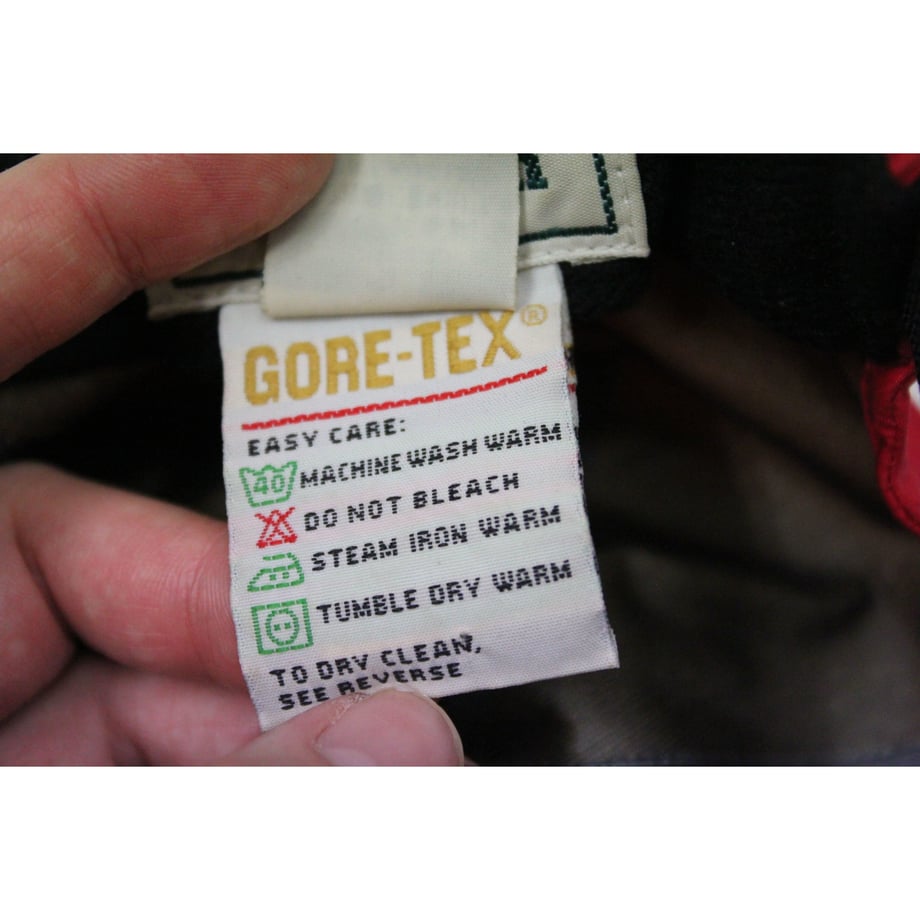 GORE-TEX®
EASY CARE:
40 MACHINE WASH WARM
DO NOT BLEACH
STEAM IRON WARM
TUMBLE DRY WARM
TO DRY CLEAN,
SEE REVERSE